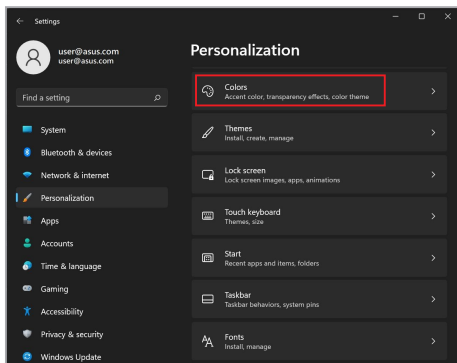 Settings
user@asus.com
user@asus.com
Find a setting
System
Bluetooth & devices
Network & internet
Personalization
Apps
Accounts
Time & language
Gaming
Accessibility
Privacy & security
Windows Update
Personalization
Colors
Accent color, transparency effects, color theme
Themes
Install, create, manage
Lock screen
Lock screen images, apps, animations
Touch keyboard
Themes, size
Start
Recent apps and items, folders
Taskbar
Taskbar behaviors, system pins
Fonts
Install, manage